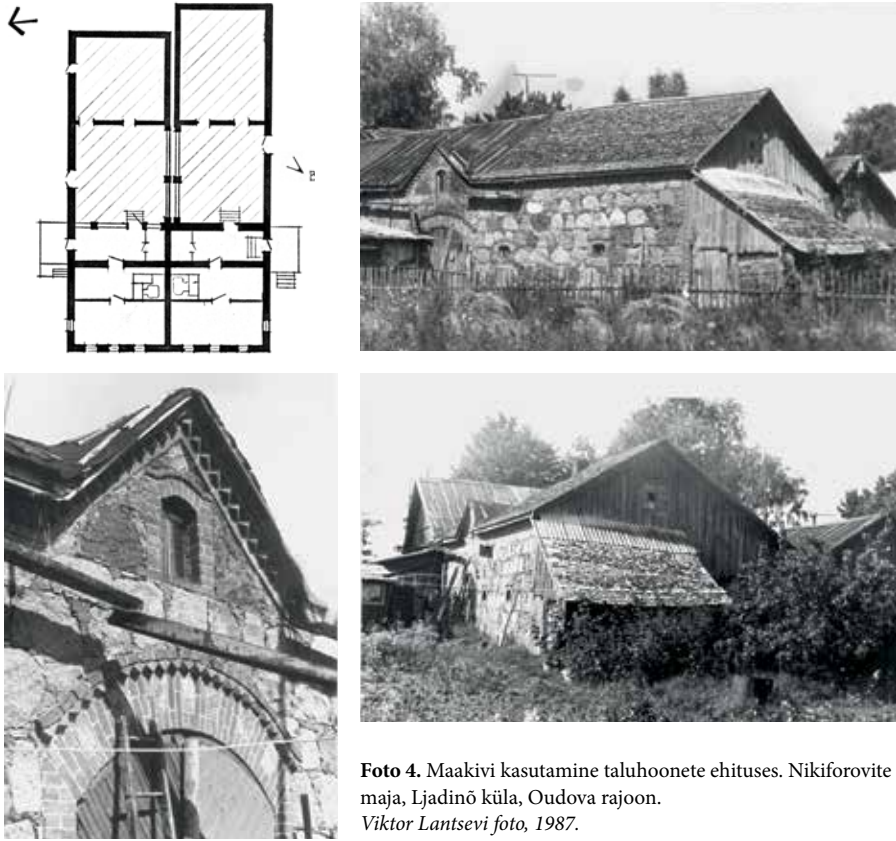 Foto 4. Maakivi kasutamine taluhoonete ehituses. Nikiforovite
maja, Ljadinõ küla, Oudova rajoon.
Viktor Lantsevi foto, 1987.